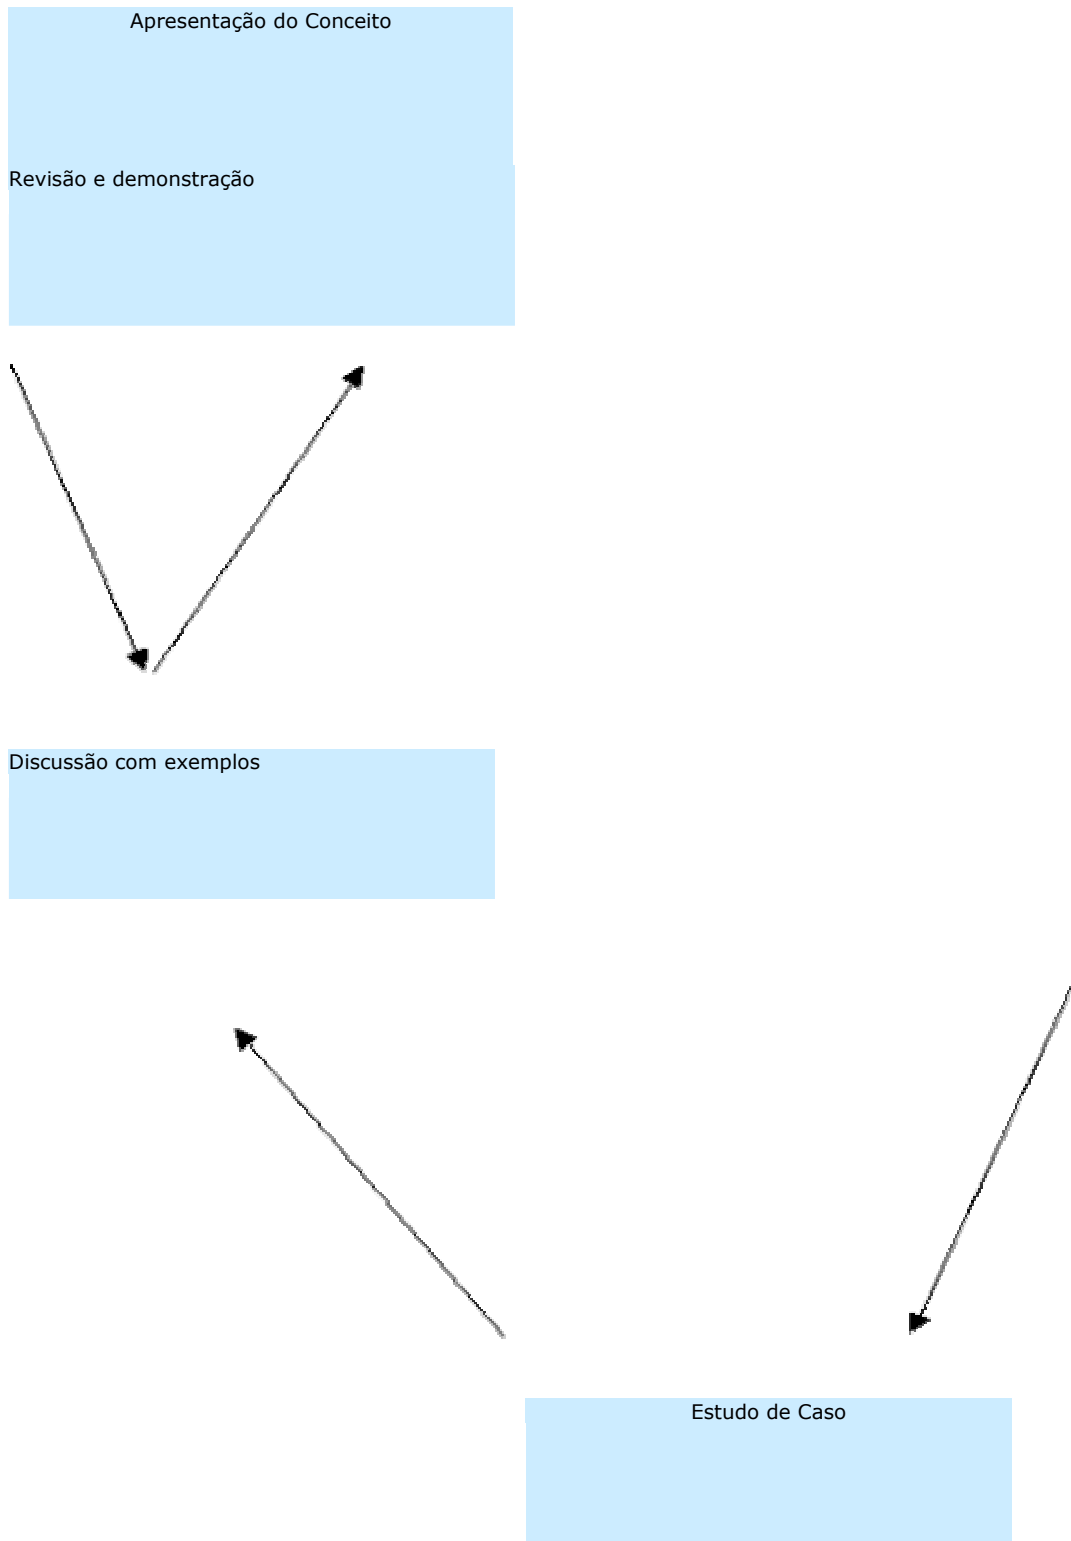 Apresentação do Conceito
Revisão e demonstração
Discussão com exemplos
Estudo de Caso